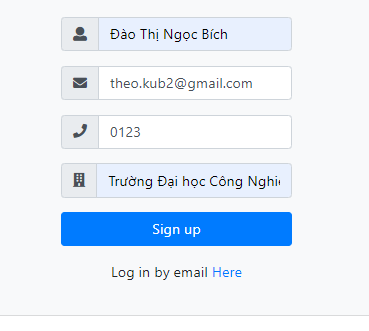 Đào Thị Ngọc Bích
theo.kub2@gmail.com
0123
Trường Đại học Công Nghi
Sign up
Log in by email Here